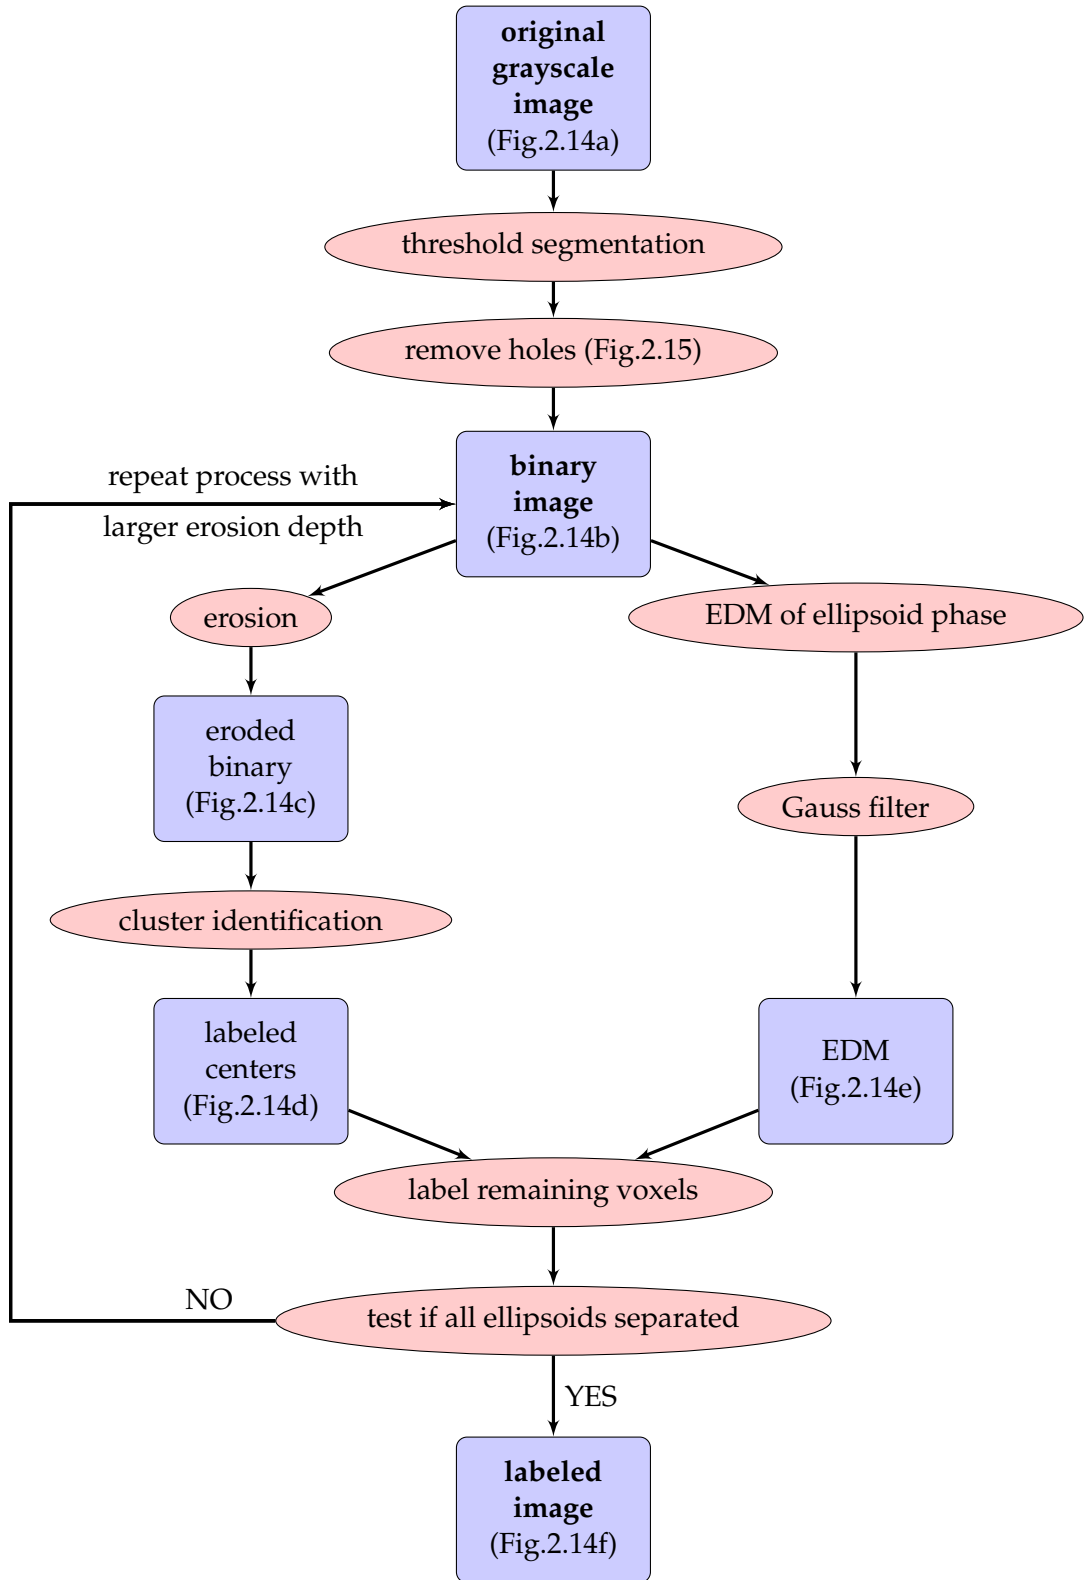 original
grayscale
image
(Fig.2.14a)
threshold segmentation
remove holes (Fig.2.15)
binary
image
(Fig.2.14b)
repeat process with
larger erosion depth
erosion
EDM of ellipsoid phase
eroded
binary
(Fig.2.14c)
Gauss filter
cluster identification
labeled
centers
(Fig.2.14d)
EDM
(Fig.2.14e)
label remaining voxels
NO
test if all ellipsoids separated
YES
labeled
image
(Fig.2.14f)